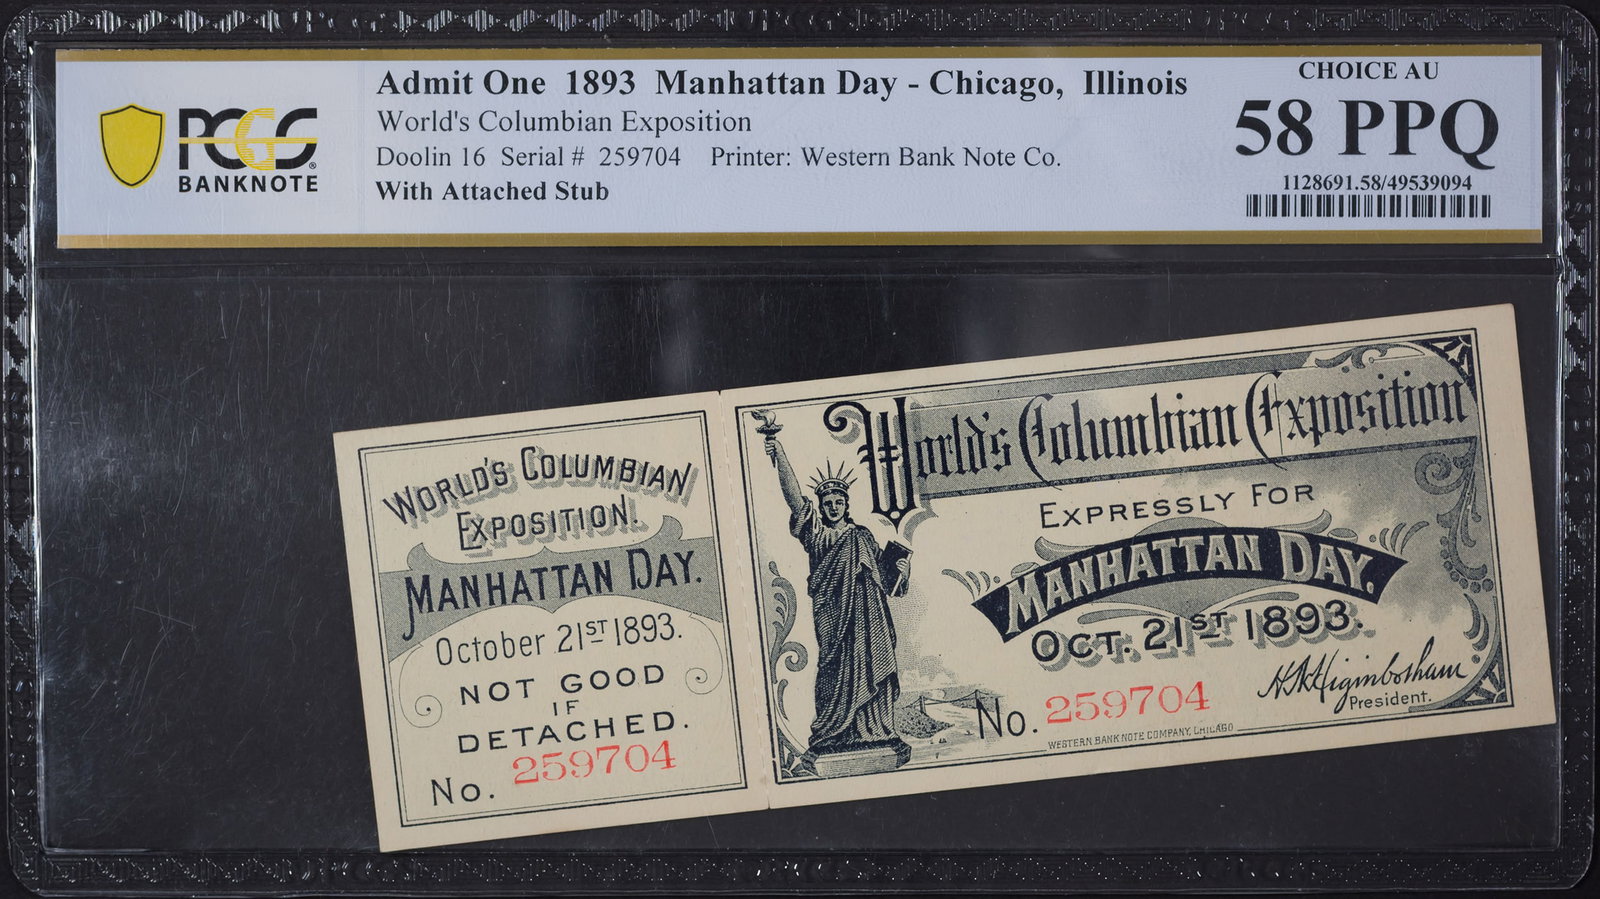 Admit One 1893 Manhattan Day - Chicago, Illinois
World's Columbian Exposition
Doolin 16 Serial # 259704 Printer: Western Bank Note Co.
With Attached Stub
PCGS®
BANKNOTE
CHOICE AU
58 PPQ
1128691.58/49539094
WORLD'S COLUMBIAN
EXPOSITION.
MANHATTAN DAY.
October 21ST 1893.
NOT GOOD
IF
DETACHED.
No. 259704
World's Columbian Exposition
EXPRESSLY FOR
MANHATTAN DAY.
OCT. 21ST 1893.
No. 259704
H.N.Higinbotham
President.
WESTERN BANK NOTE COMPANY, CHICAGO